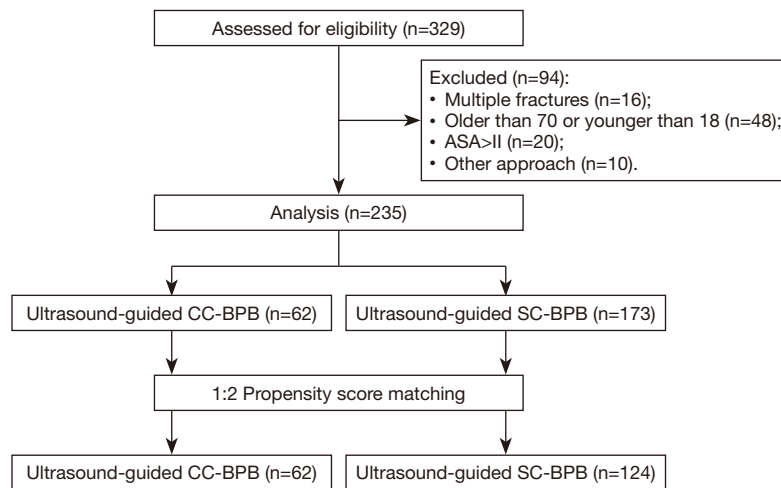 Assessed for eligibility (n=329)
Excluded (n=94):
• Multiple fractures (n=16);
• Older than 70 or younger than 18 (n=48);
• ASA>II (n=20);
• Other approach (n=10).
Analysis (n=235)
Ultrasound-guided CC-BPB (n=62)
Ultrasound-guided SC-BPB (n=173)
1:2 Propensity score matching
Ultrasound-guided CC-BPB (n=62)
Ultrasound-guided SC-BPB (n=124)